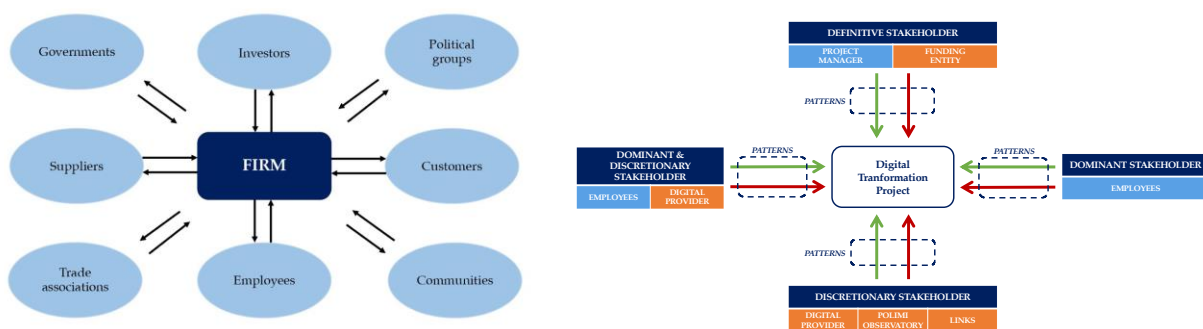 Governments
Investors
Political
groups
Suppliers
FIRM
Customers
Trade
associations
Employees
Communities
DEFINITIVE STAKEHOLDER
PROJECT
MANAGER
FUNDING
ENTITY
PATTERNS
DOMINANT &
DISCRETIONARY
STAKEHOLDER
EMPLOYEES
DIGITAL
PROVIDER
PATTERNS
Digital
Tranformation
Project
PATTERNS
DOMINANT STAKEHOLDER
EMPLOYEES
PATTERNS
DISCRETIONARY STAKEHOLDER
DIGITAL
PROVIDER
POLIMI
OBSERVATORY
LINKS